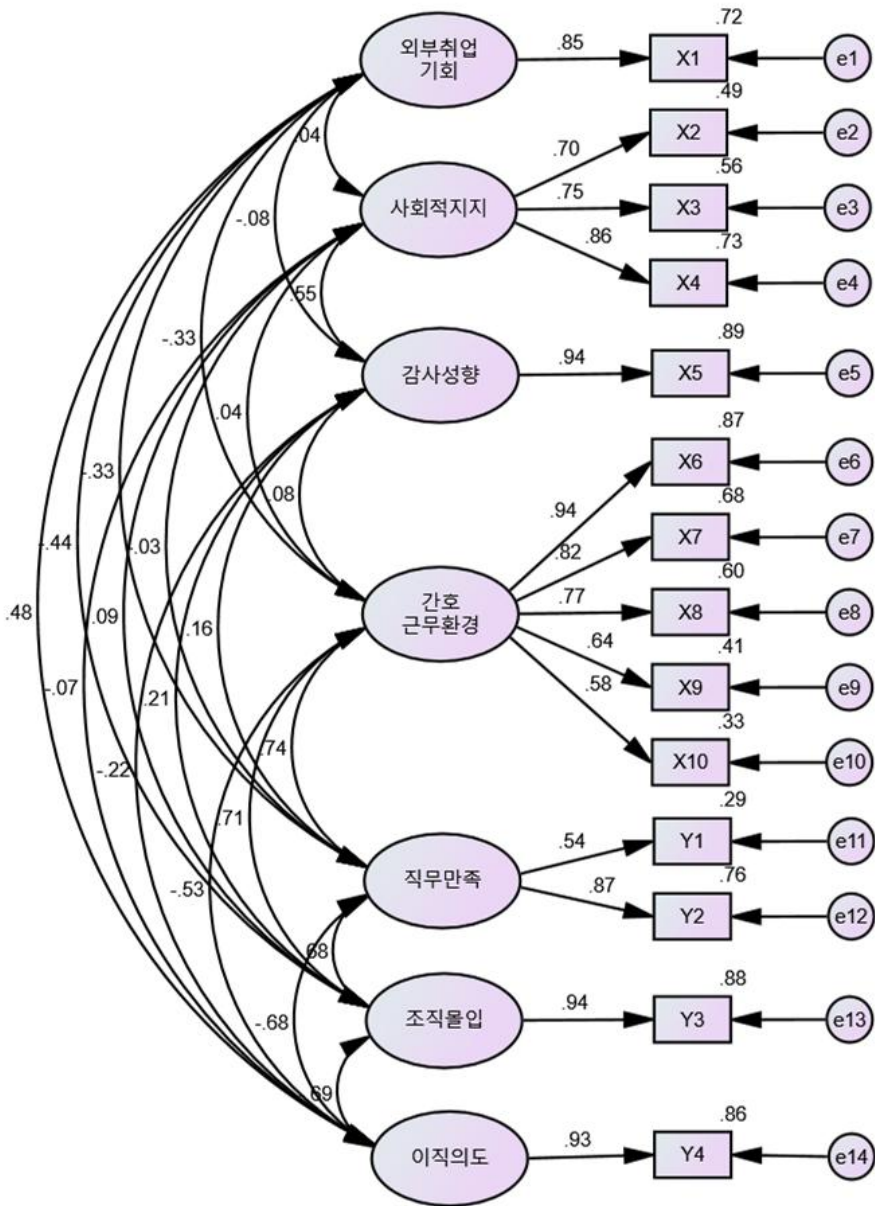 .72
외부취업
기회
.85
X1
e1
.49
.04
.70
X2
e2
.56
사회적지지
.75
X3
e3
-.08
.86
.73
X4
e4
.55
.89
-.33
감사성향
.94
X5
e5
.04
.87
X6
e6
-.33
.08
.94
.68
-.44
-.03
.82
X7
e7
.60
간호
근무환경
.77
X8
e8
.48
.09
.16
.64
.41
-.07
.21
.58
X9
e9
.33
-.22
.74
X10
e10
.29
.71
.54
Y1
e11
.76
직무만족
-.53
.87
Y2
e12
.68
.88
조직몰입
.94
Y3
e13
-.68
.69
.86
이직의도
.93
Y4
e14